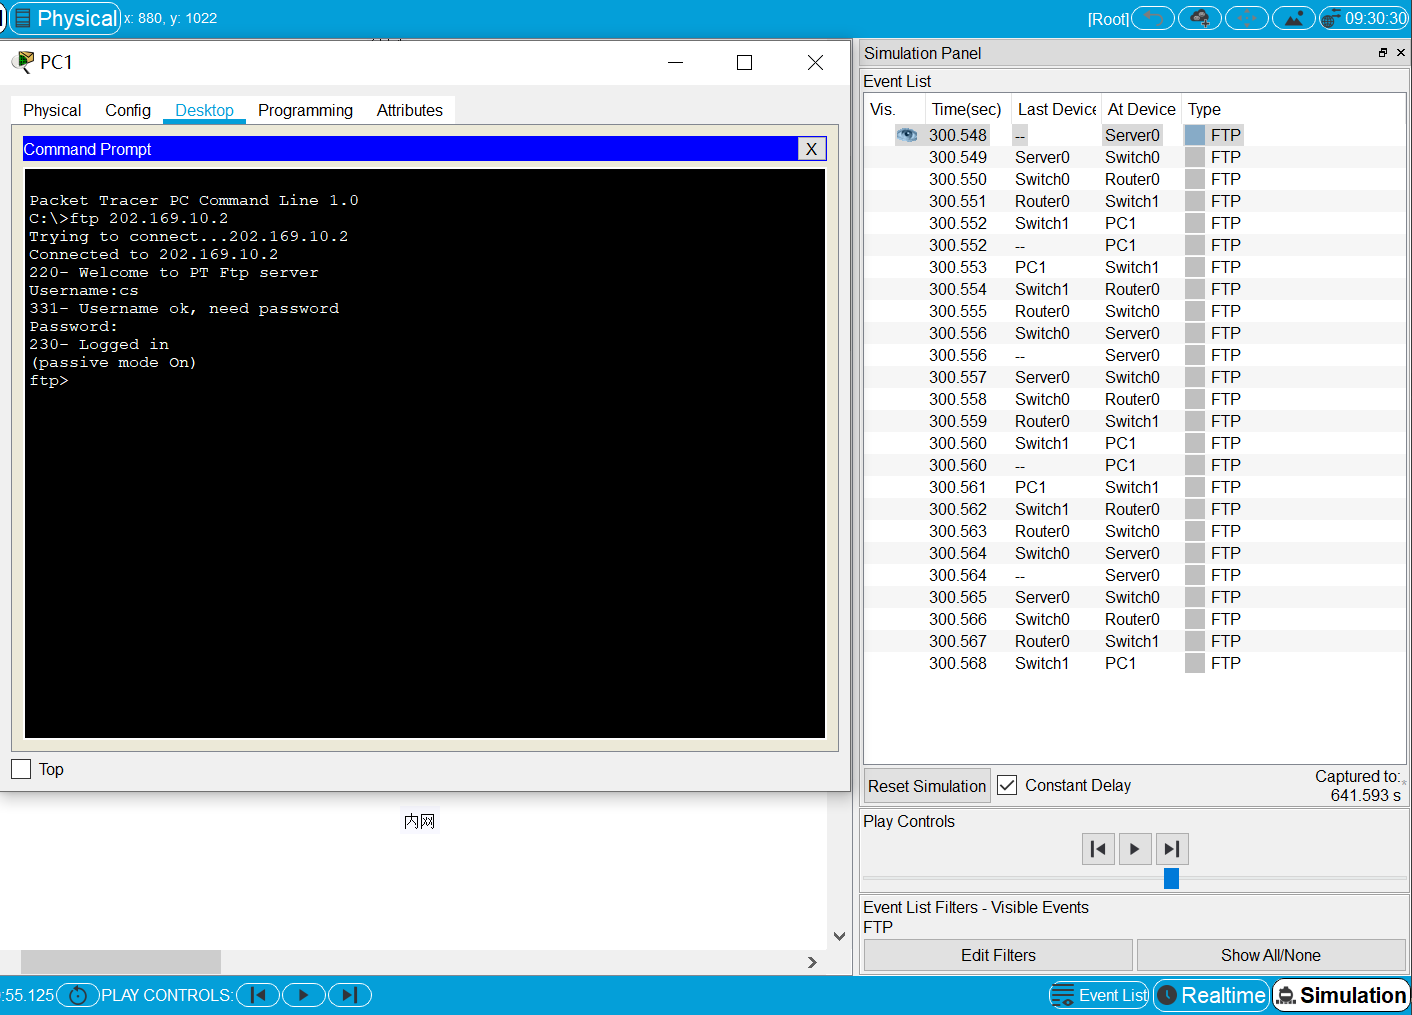 Physical x: 880, y: 1022 [Root] 09:30:30
PC1
Physical Config Desktop Programming Attributes
Command Prompt X
Packet Tracer PC Command Line 1.0
C:\>ftp 202.169.10.2
Trying to connect...202.169.10.2
Connected to 202.169.10.2
220- Welcome to PT Ftp server
Username:cs
331- Username ok, need password
Password:
230- Logged in
(passive mode On)
ftp>
Top
内网
Simulation Panel
Event List
Vis. Time(sec) Last Device At Device Type
300.548 -- Server0 FTP
300.549 Server0 Switch0 FTP
300.550 Switch0 Router0 FTP
300.551 Router0 Switch1 FTP
300.552 Switch1 PC1 FTP
300.552 -- PC1 FTP
300.553 PC1 Switch1 FTP
300.554 Switch1 Router0 FTP
300.555 Router0 Switch0 FTP
300.556 Switch0 Server0 FTP
300.556 -- Server0 FTP
300.557 Server0 Switch0 FTP
300.558 Switch0 Router0 FTP
300.559 Router0 Switch1 FTP
300.560 Switch1 PC1 FTP
300.560 -- PC1 FTP
300.561 PC1 Switch1 FTP
300.562 Switch1 Router0 FTP
300.563 Router0 Switch0 FTP
300.564 Switch0 Server0 FTP
300.564 -- Server0 FTP
300.565 Server0 Switch0 FTP
300.566 Switch0 Router0 FTP
300.567 Router0 Switch1 FTP
300.568 Switch1 PC1 FTP
Reset Simulation Constant Delay Captured to:*
641.593 s
Play Controls
Event List Filters - Visible Events
FTP
Edit Filters Show All/None
:55.125 PLAY CONTROLS: Event List Realtime Simulation